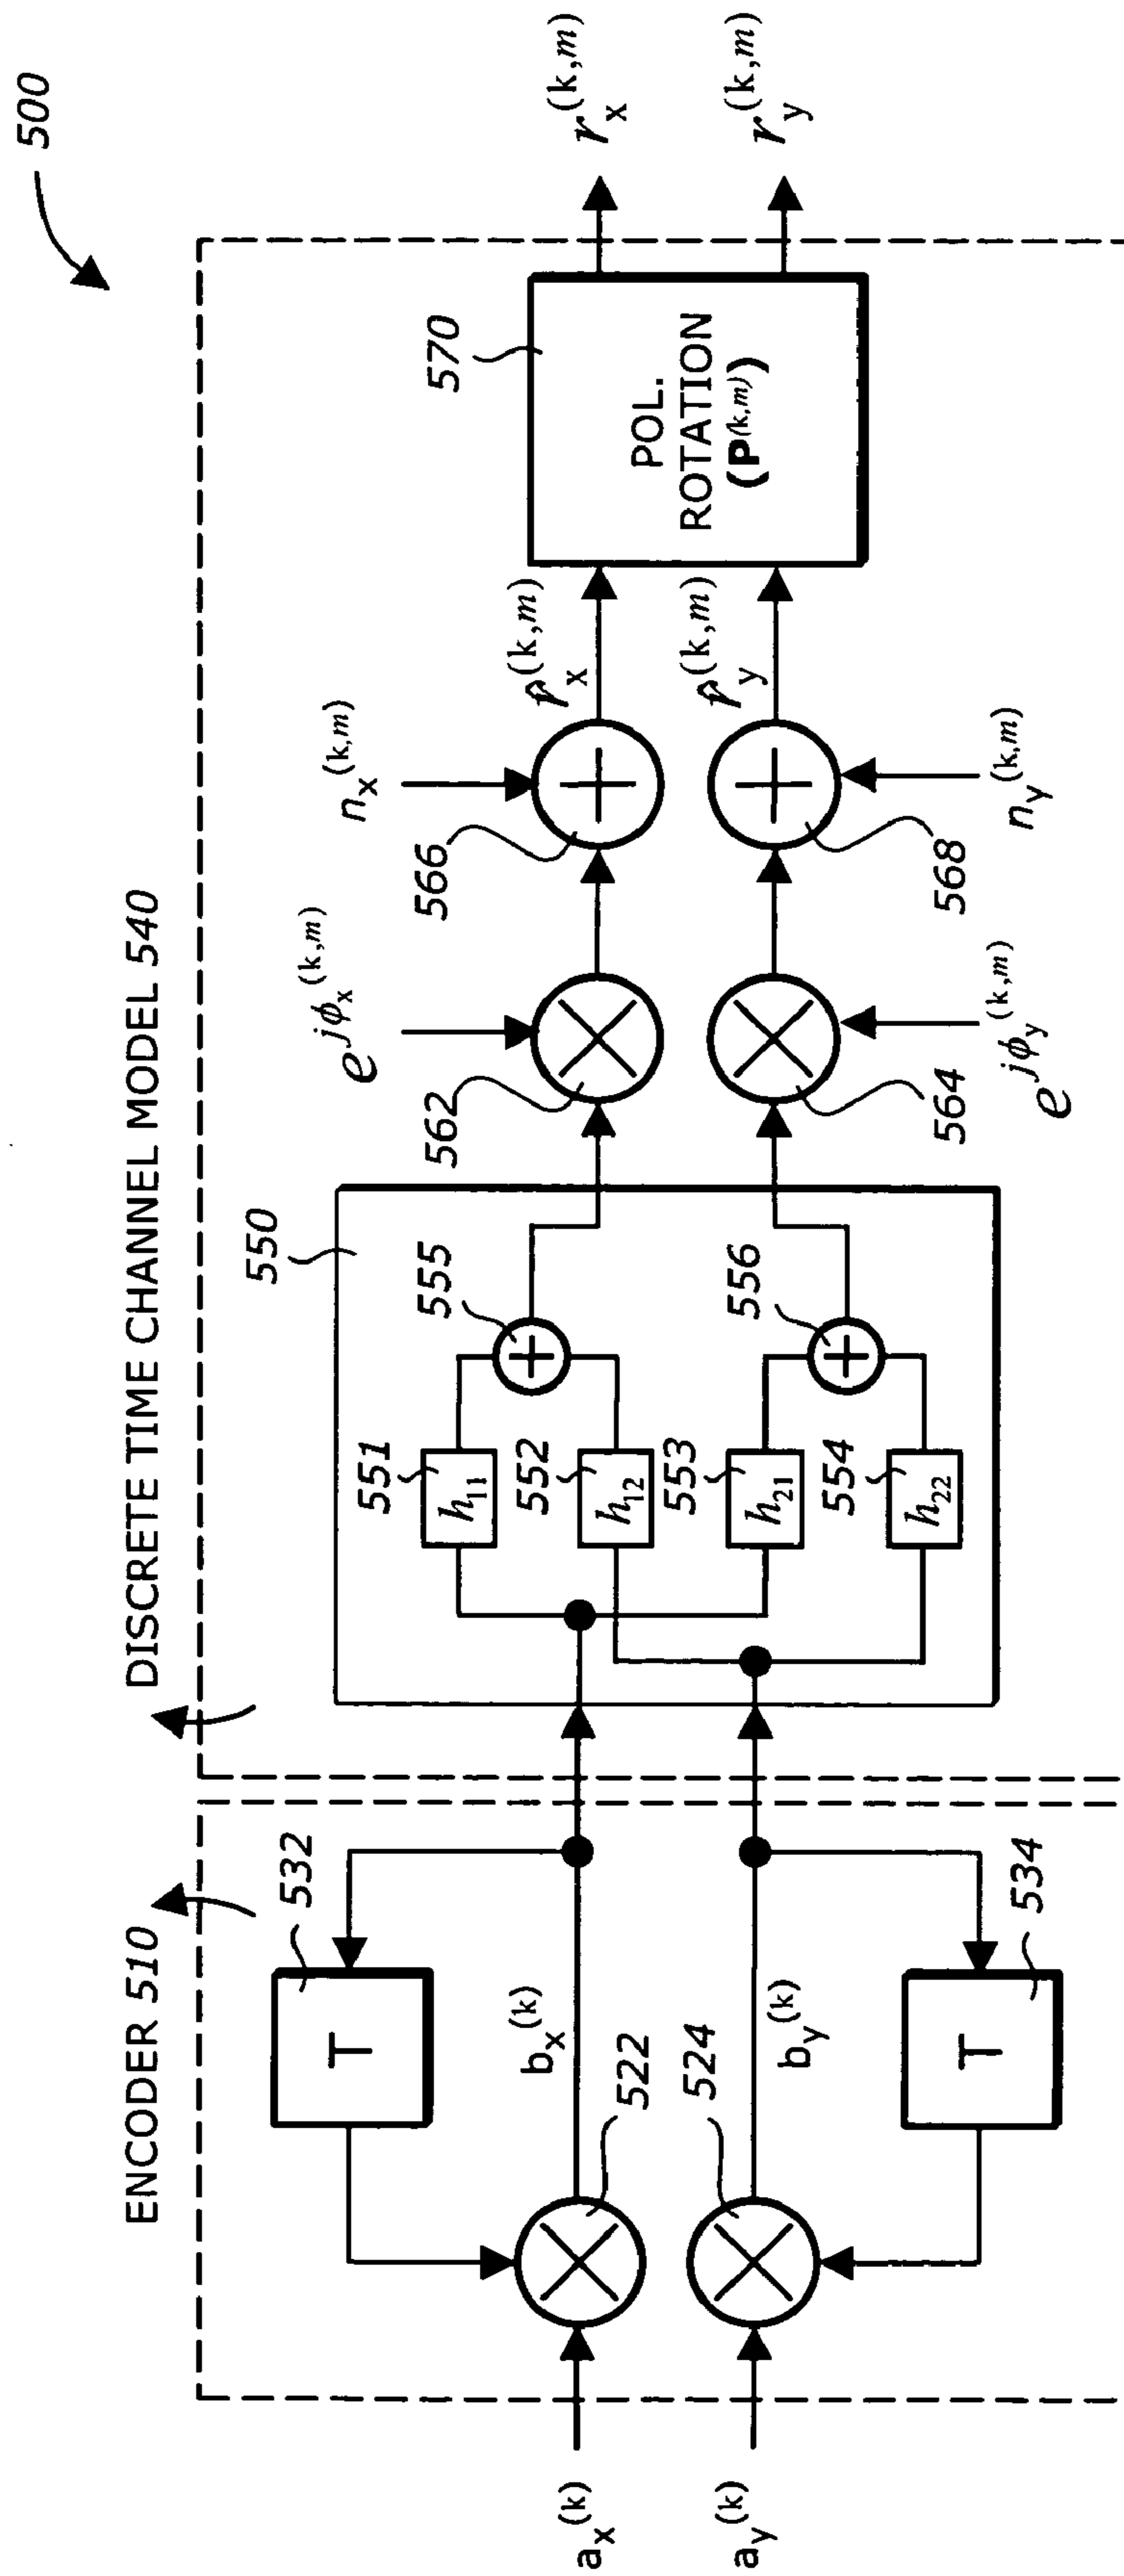 500
DISCRETE TIME CHANNEL MODEL 540
ENCODER 510
a_x^(k)
a_y^(k)
522
524
T
532
T
534
b_x^(k)
b_y^(k)
550
551
h_11
552
h_12
553
h_21
554
h_22
555
556
562
e^jϕ_x^(k,m)
564
e^jϕ_y^(k,m)
566
n_x^(k,m)
568
n_y^(k,m)
r̂_x^(k,m)
r̂_y^(k,m)
570
POL.
ROTATION
(P^(k,m))
r_x^(k,m)
r_y^(k,m)